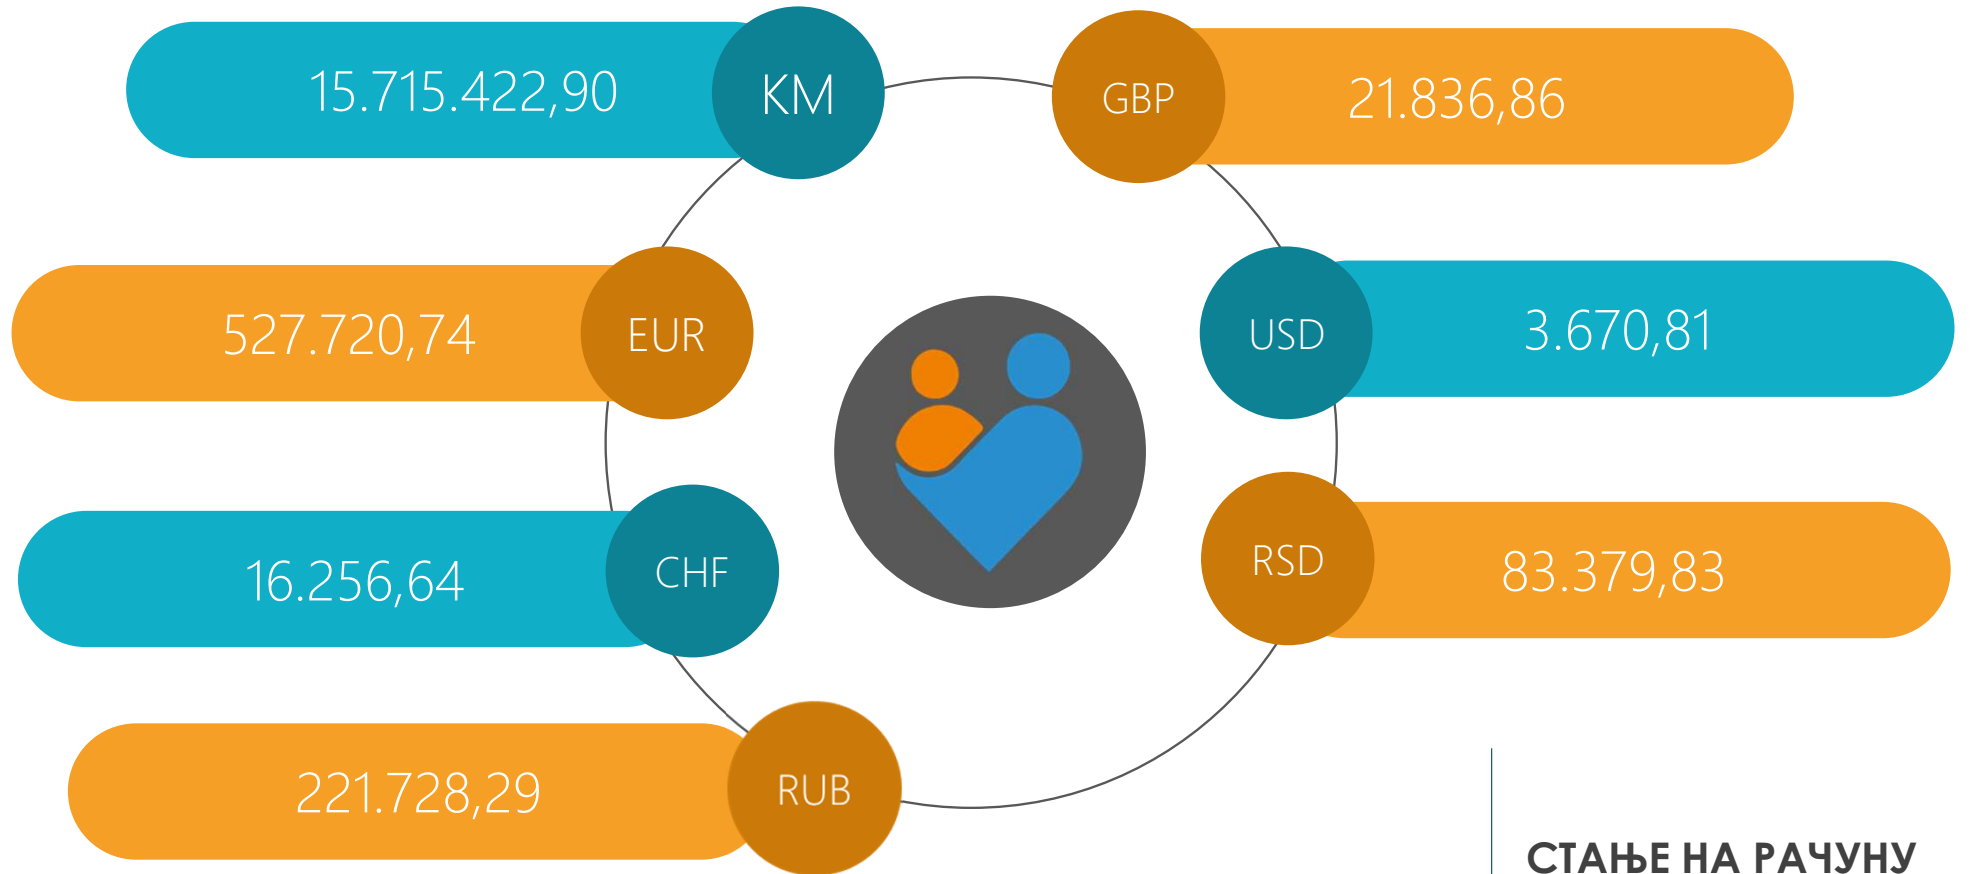 15.715.422,90 KM
GBP 21.836,86
527.720,74 EUR
USD 3.670,81
16.256,64 CHF
RSD 83.379,83
221.728,29 RUB
СТАЊЕ НА РАЧУНУ